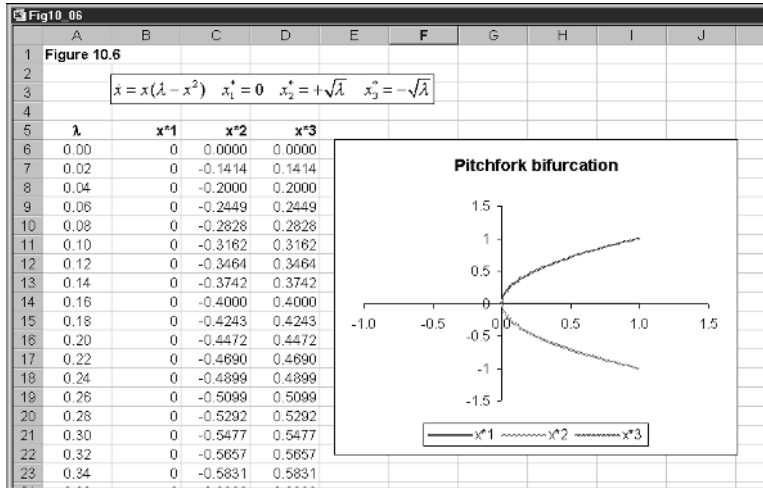 Fig10_06
A B C D E F G H I J
1 Figure 10.6
2
3 ẋ = x(λ − x²) x₁* = 0 x₂* = +√λ x₃* = −√λ
4
5 λ x*1 x*2 x*3
6 0.00 0 0.0000 0.0000
7 0.02 0 -0.1414 0.1414
8 0.04 0 -0.2000 0.2000
9 0.06 0 -0.2449 0.2449
10 0.08 0 -0.2828 0.2828
11 0.10 0 -0.3162 0.3162
12 0.12 0 -0.3464 0.3464
13 0.14 0 -0.3742 0.3742
14 0.16 0 -0.4000 0.4000
15 0.18 0 -0.4243 0.4243
16 0.20 0 -0.4472 0.4472
17 0.22 0 -0.4690 0.4690
18 0.24 0 -0.4899 0.4899
19 0.26 0 -0.5099 0.5099
20 0.28 0 -0.5292 0.5292
21 0.30 0 -0.5477 0.5477
22 0.32 0 -0.5657 0.5657
23 0.34 0 -0.5831 0.5831
Pitchfork bifurcation
1.5
1
0.5
0
-1.0 -0.5 0.0 0.5 1.0 1.5
-0.5
-1
-1.5
x*1 x*2 x*3